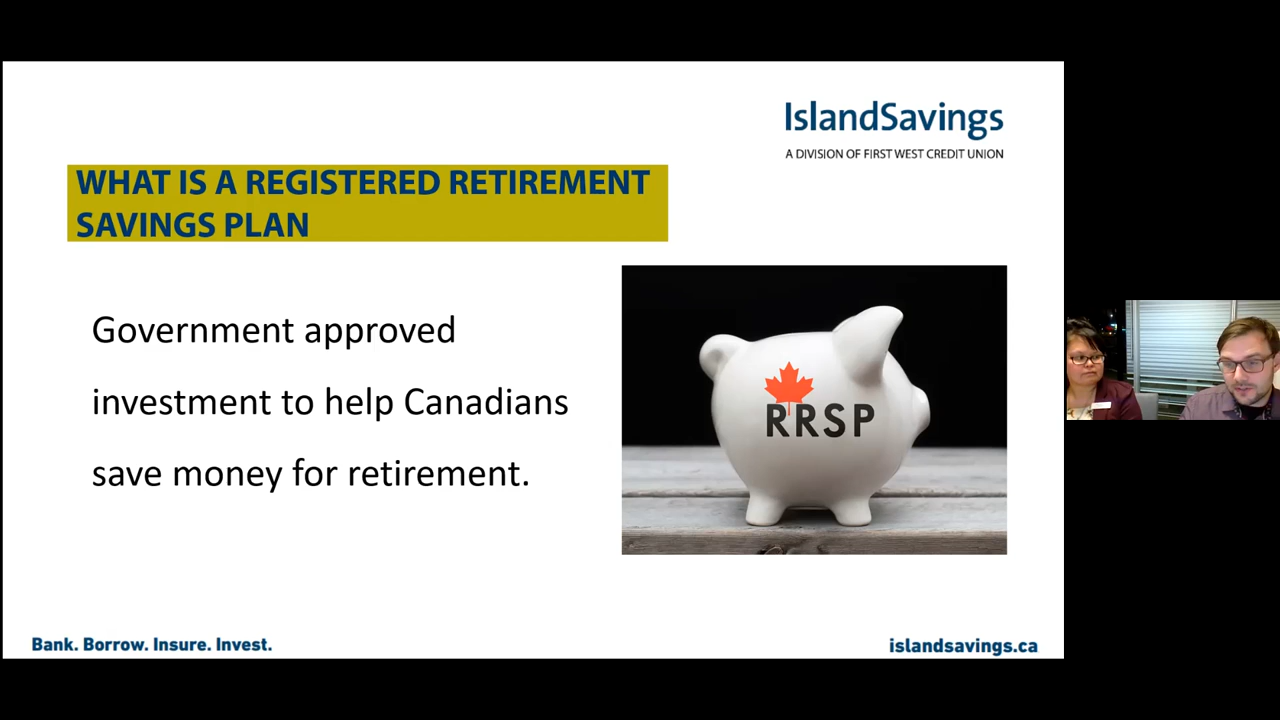 IslandSavings
A DIVISION OF FIRST WEST CREDIT UNION
WHAT IS A REGISTERED RETIREMENT
SAVINGS PLAN
Government approved
investment to help Canadians
save money for retirement.
RRSP
Bank. Borrow. Insure. Invest.
islandsavings.ca